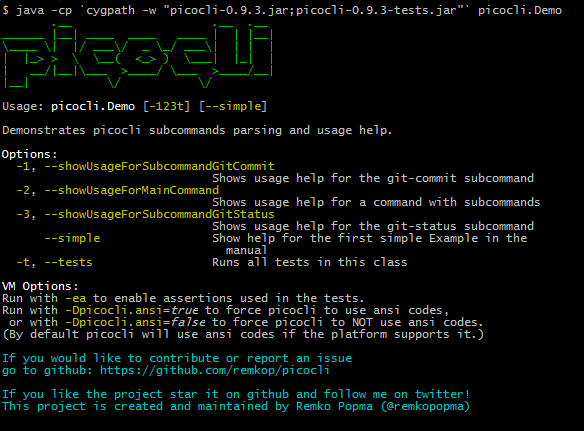 $ java -cp `cygpath -w "picocli-0.9.3.jar;picocli-0.9.3-tests.jar"` picocli.Demo
picocli
Usage: picocli.Demo [-123t] [--simple]
Demonstrates picocli subcommands parsing and usage help.
Options:
-1, --showUsageForSubcommandGitCommit
Shows usage help for the git-commit subcommand
-2, --showUsageForMainCommand
Shows usage help for a command with subcommands
-3, --showUsageForSubcommandGitStatus
Shows usage help for the git-status subcommand
--simple Show help for the first simple Example in the
manual
-t, --tests Runs all tests in this class
VM Options:
Run with -ea to enable assertions used in the tests.
Run with -Dpicocli.ansi=true to force picocli to use ansi codes,
or with -Dpicocli.ansi=false to force picocli to NOT use ansi codes.
(By default picocli will use ansi codes if the platform supports it.)
If you would like to contribute or report an issue
go to github: https://github.com/remkop/picocli
If you like the project star it on github and follow me on twitter!
This project is created and maintained by Remko Popma (@remkopopma)